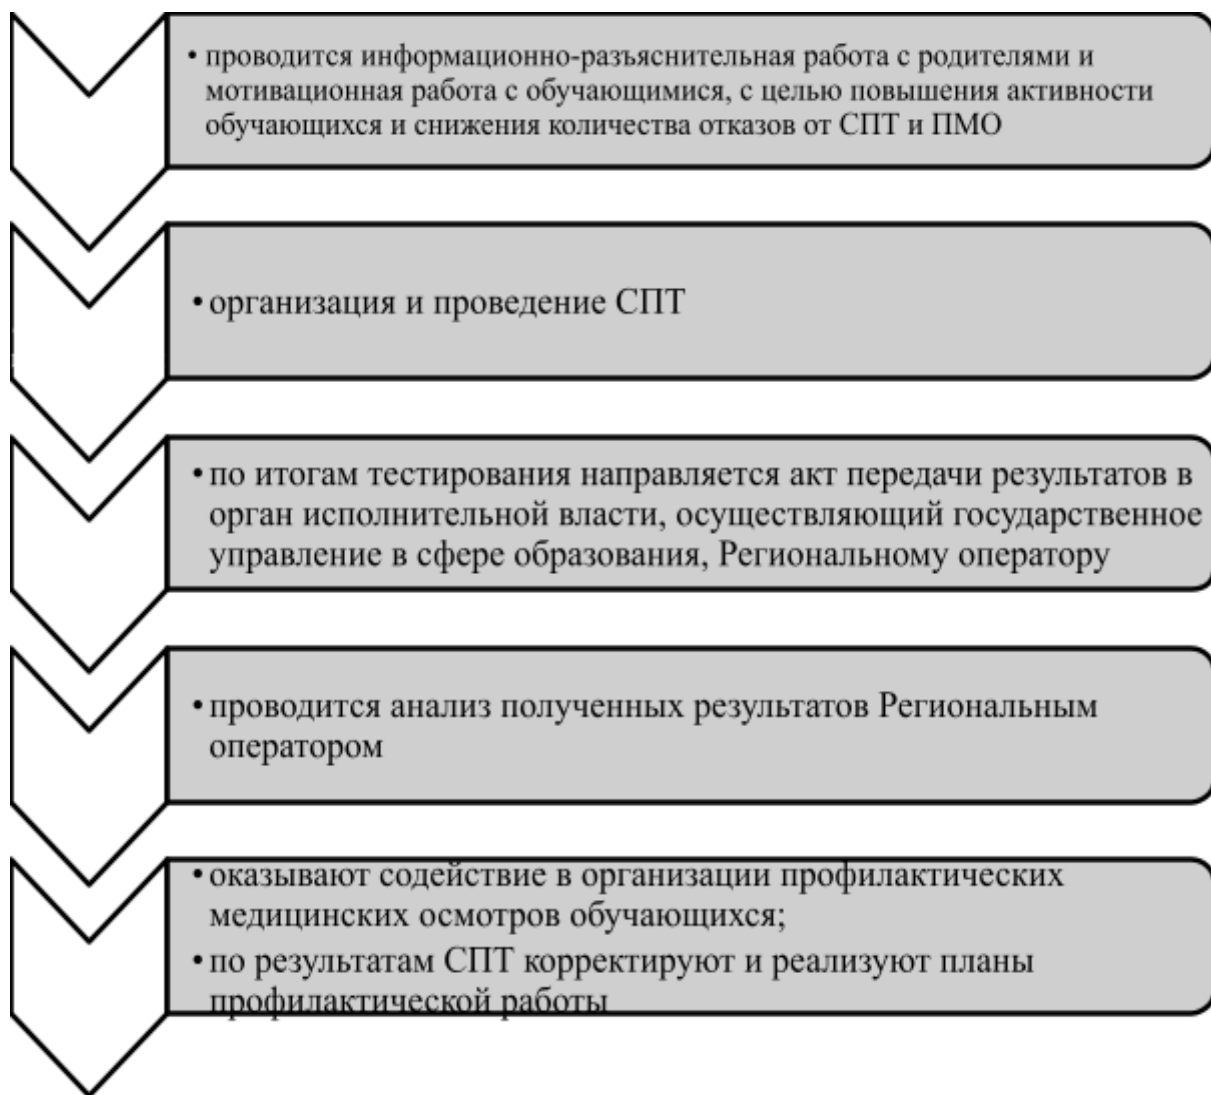 • проводится информационно-разъяснительная работа с родителями и
мотивационная работа с обучающимися, с целью повышения активности
обучающихся и снижения количества отказов от СПТ и ПМО
• организация и проведение СПТ
• по итогам тестирования направляется акт передачи результатов в
орган исполнительной власти, осуществляющий государственное
управление в сфере образования, Региональному оператору
• проводится анализ полученных результатов Региональным
оператором
• оказывают содействие в организации профилактических
медицинских осмотров обучающихся;
• по результатам СПТ корректируют и реализуют планы
профилактической работы